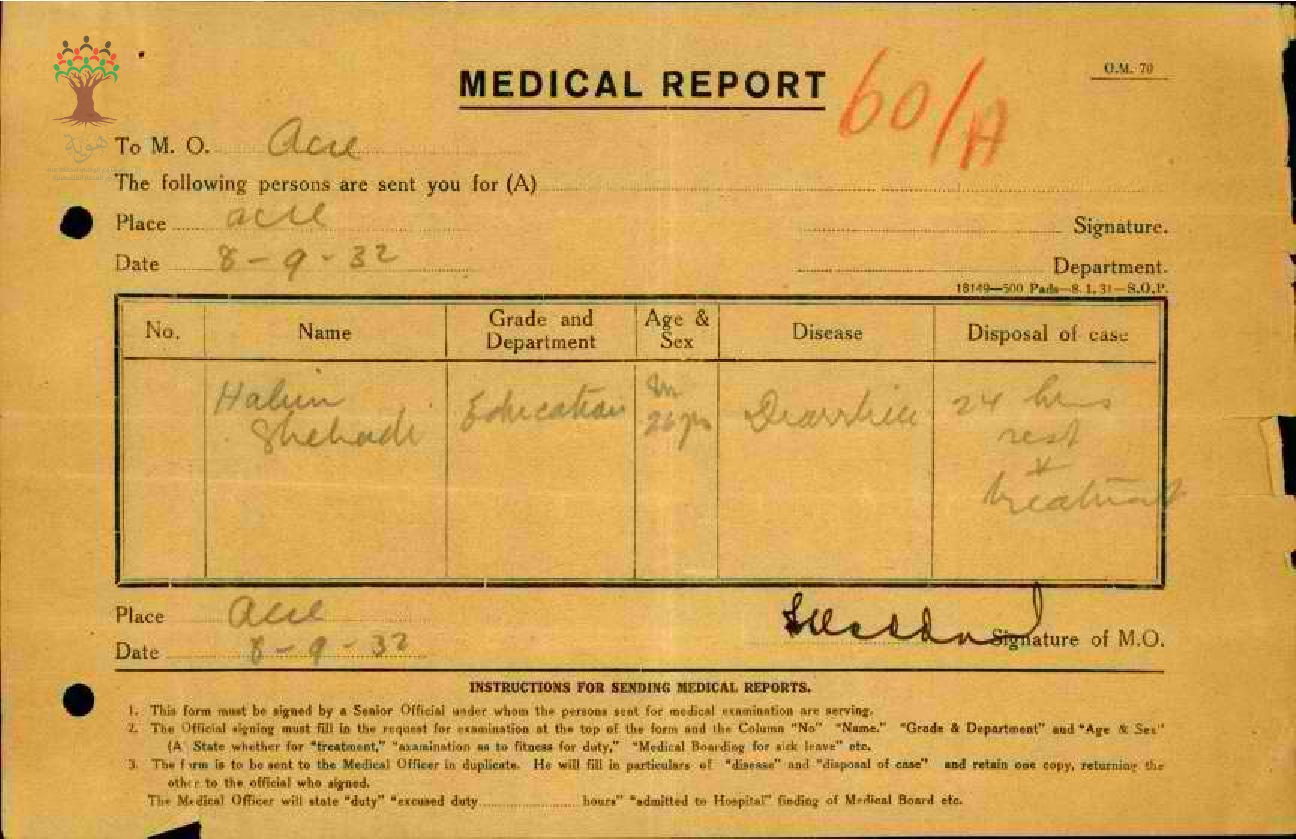 هوية
O.M. 70
MEDICAL REPORT
60/A
To M. O. Acre
The following persons are sent you for (A)
Place Acre
Signature.
Date 8-9-32
Department.
18149—500 Pads—8.1.31—S.O.P.
No. Name Grade and Department Age & Sex Disease Disposal of case
Halim Education M Diarrhea 24 hrs
Shehadi 26 yrs rest
+
treatment
Place Acre
Signature of M.O.
Date 8-9-32
INSTRUCTIONS FOR SENDING MEDICAL REPORTS.
1. This form must be signed by a Senior Official under whom the persons sent for medical examination are serving.
2. The Official signing must fill in the request for examination at the top of the form and the Column "No" "Name." "Grade & Department" and "Age & Sex"
(A) State whether for "treatment," "examination as to fitness for duty," "Medical Boarding for sick leave" etc.
3. The form is to be sent to the Medical Officer in duplicate. He will fill in particulars of "disease" and "disposal of case" and retain one copy, returning the
other to the official who signed.
The Medical Officer will state "duty" "excused duty............ hours" "admitted to Hospital" finding of Medical Board etc.